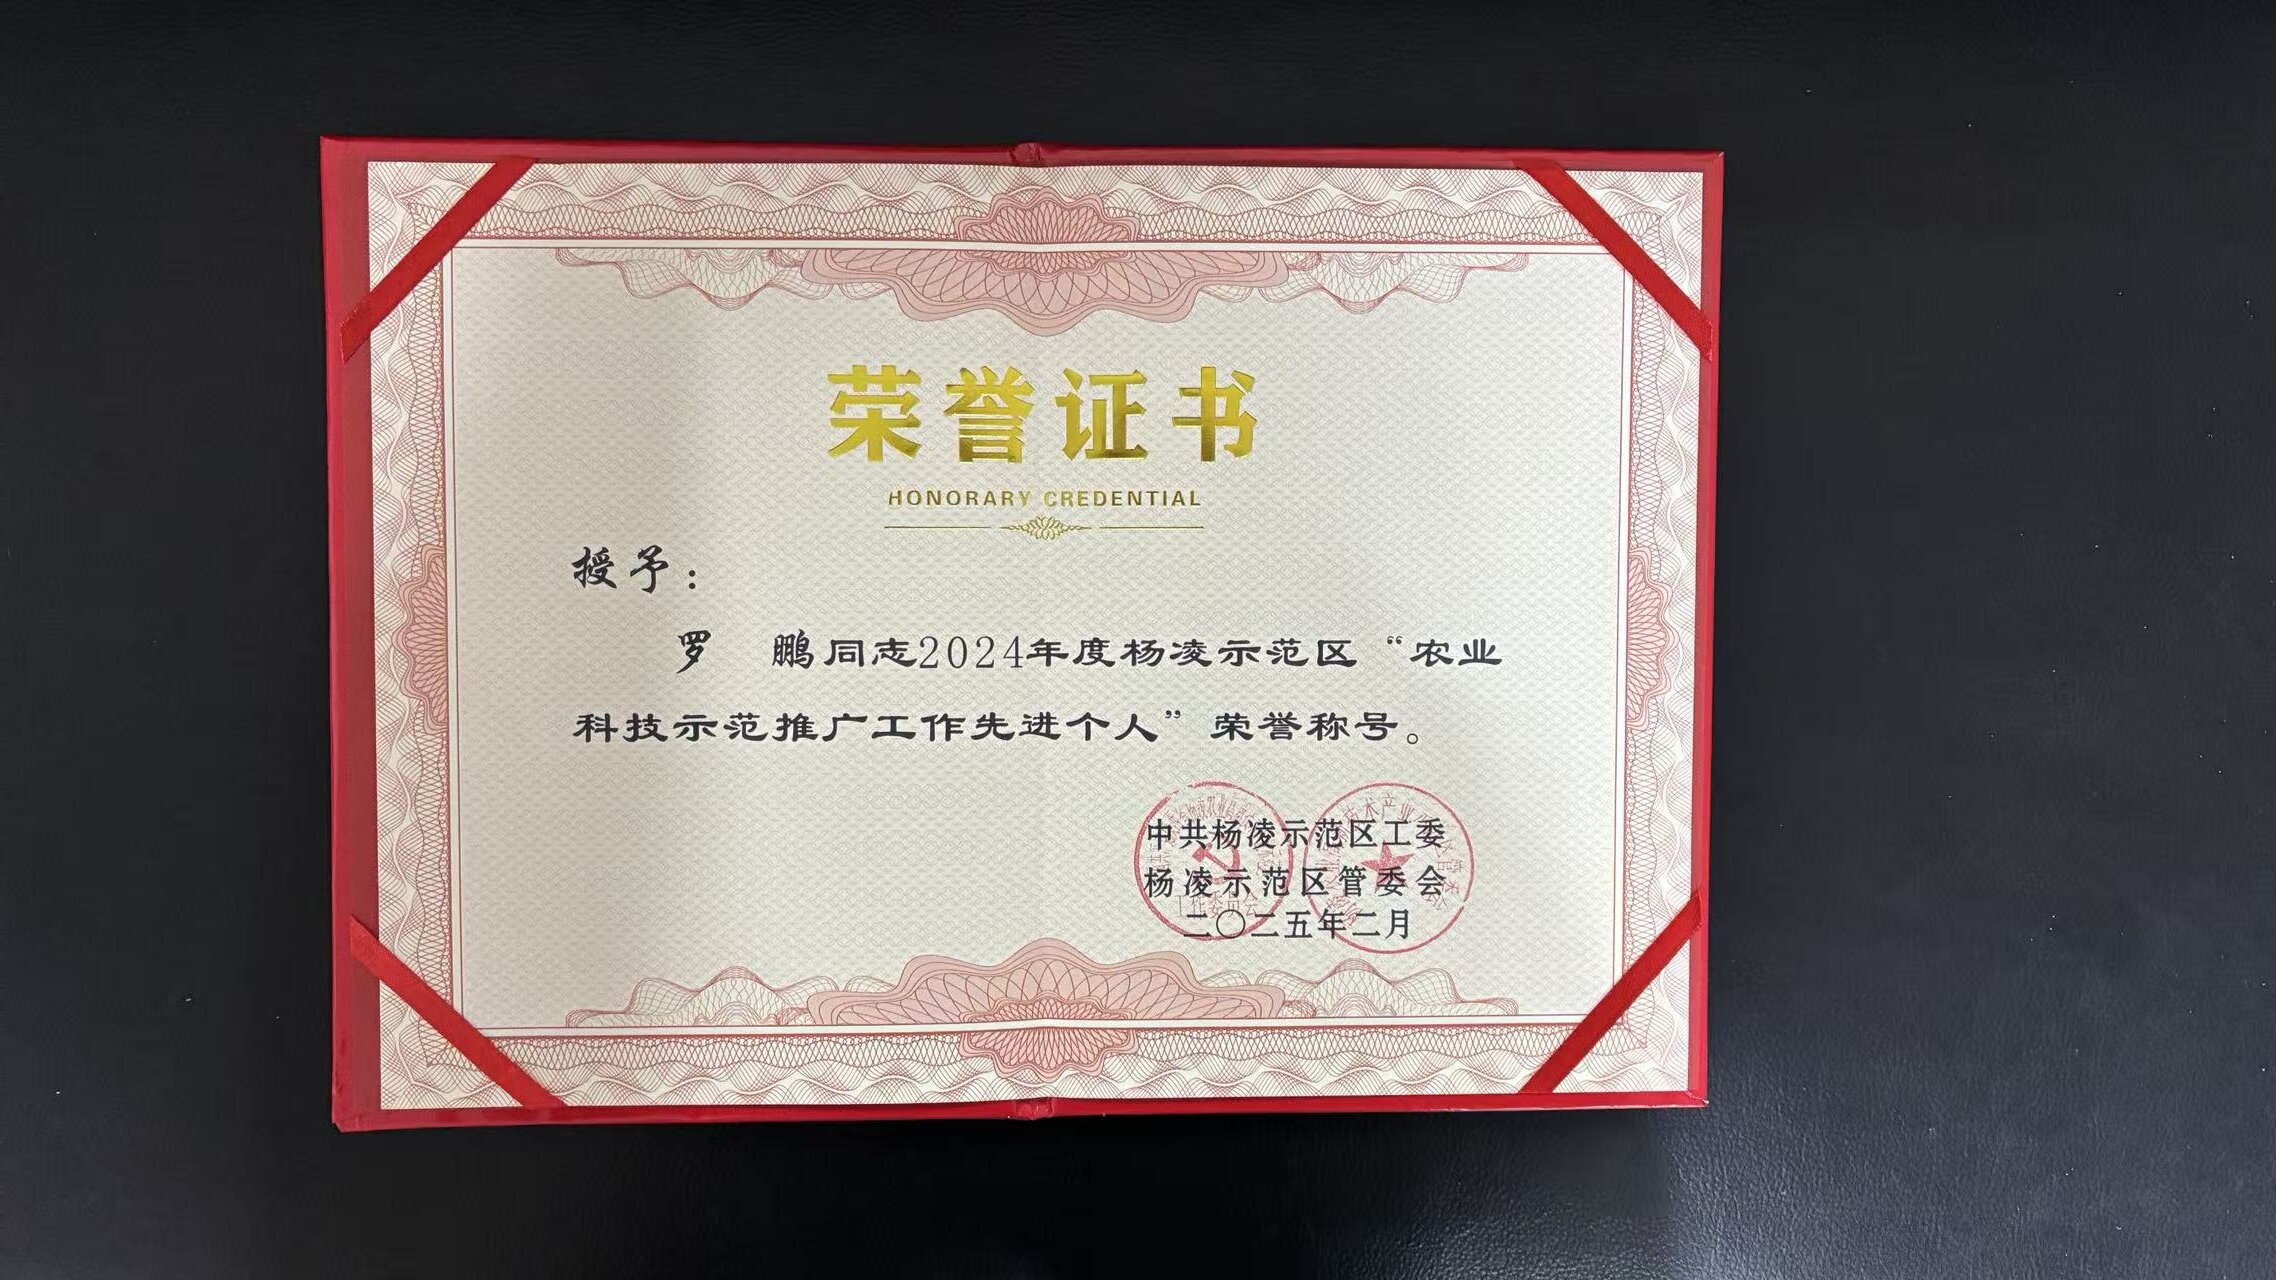 荣誉证书
HONORARY CREDENTIAL
授予：
罗 鹏同志2024年度杨凌示范区“农业
科技示范推广工作先进个人”荣誉称号。
中共杨凌示范区工委
杨凌示范区管委会
二〇二五年二月